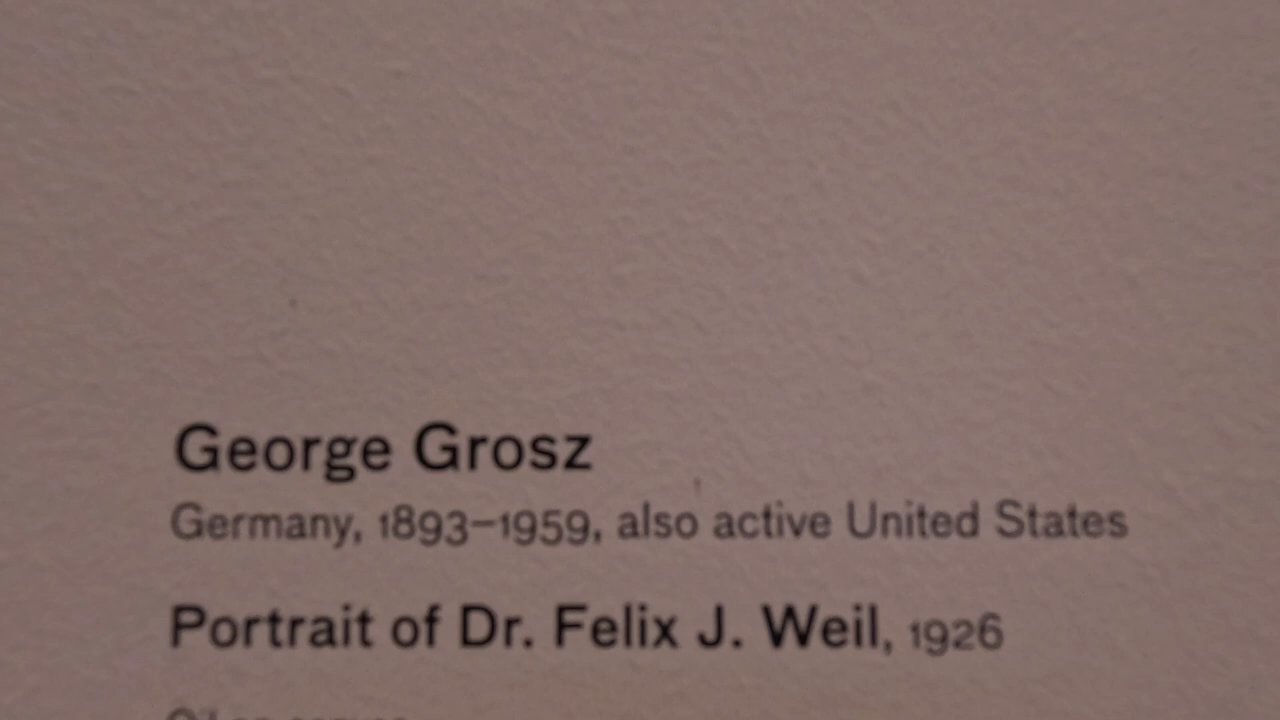 George Grosz
Germany, 1893–1959, also active United States
Portrait of Dr. Felix J. Weil, 1926